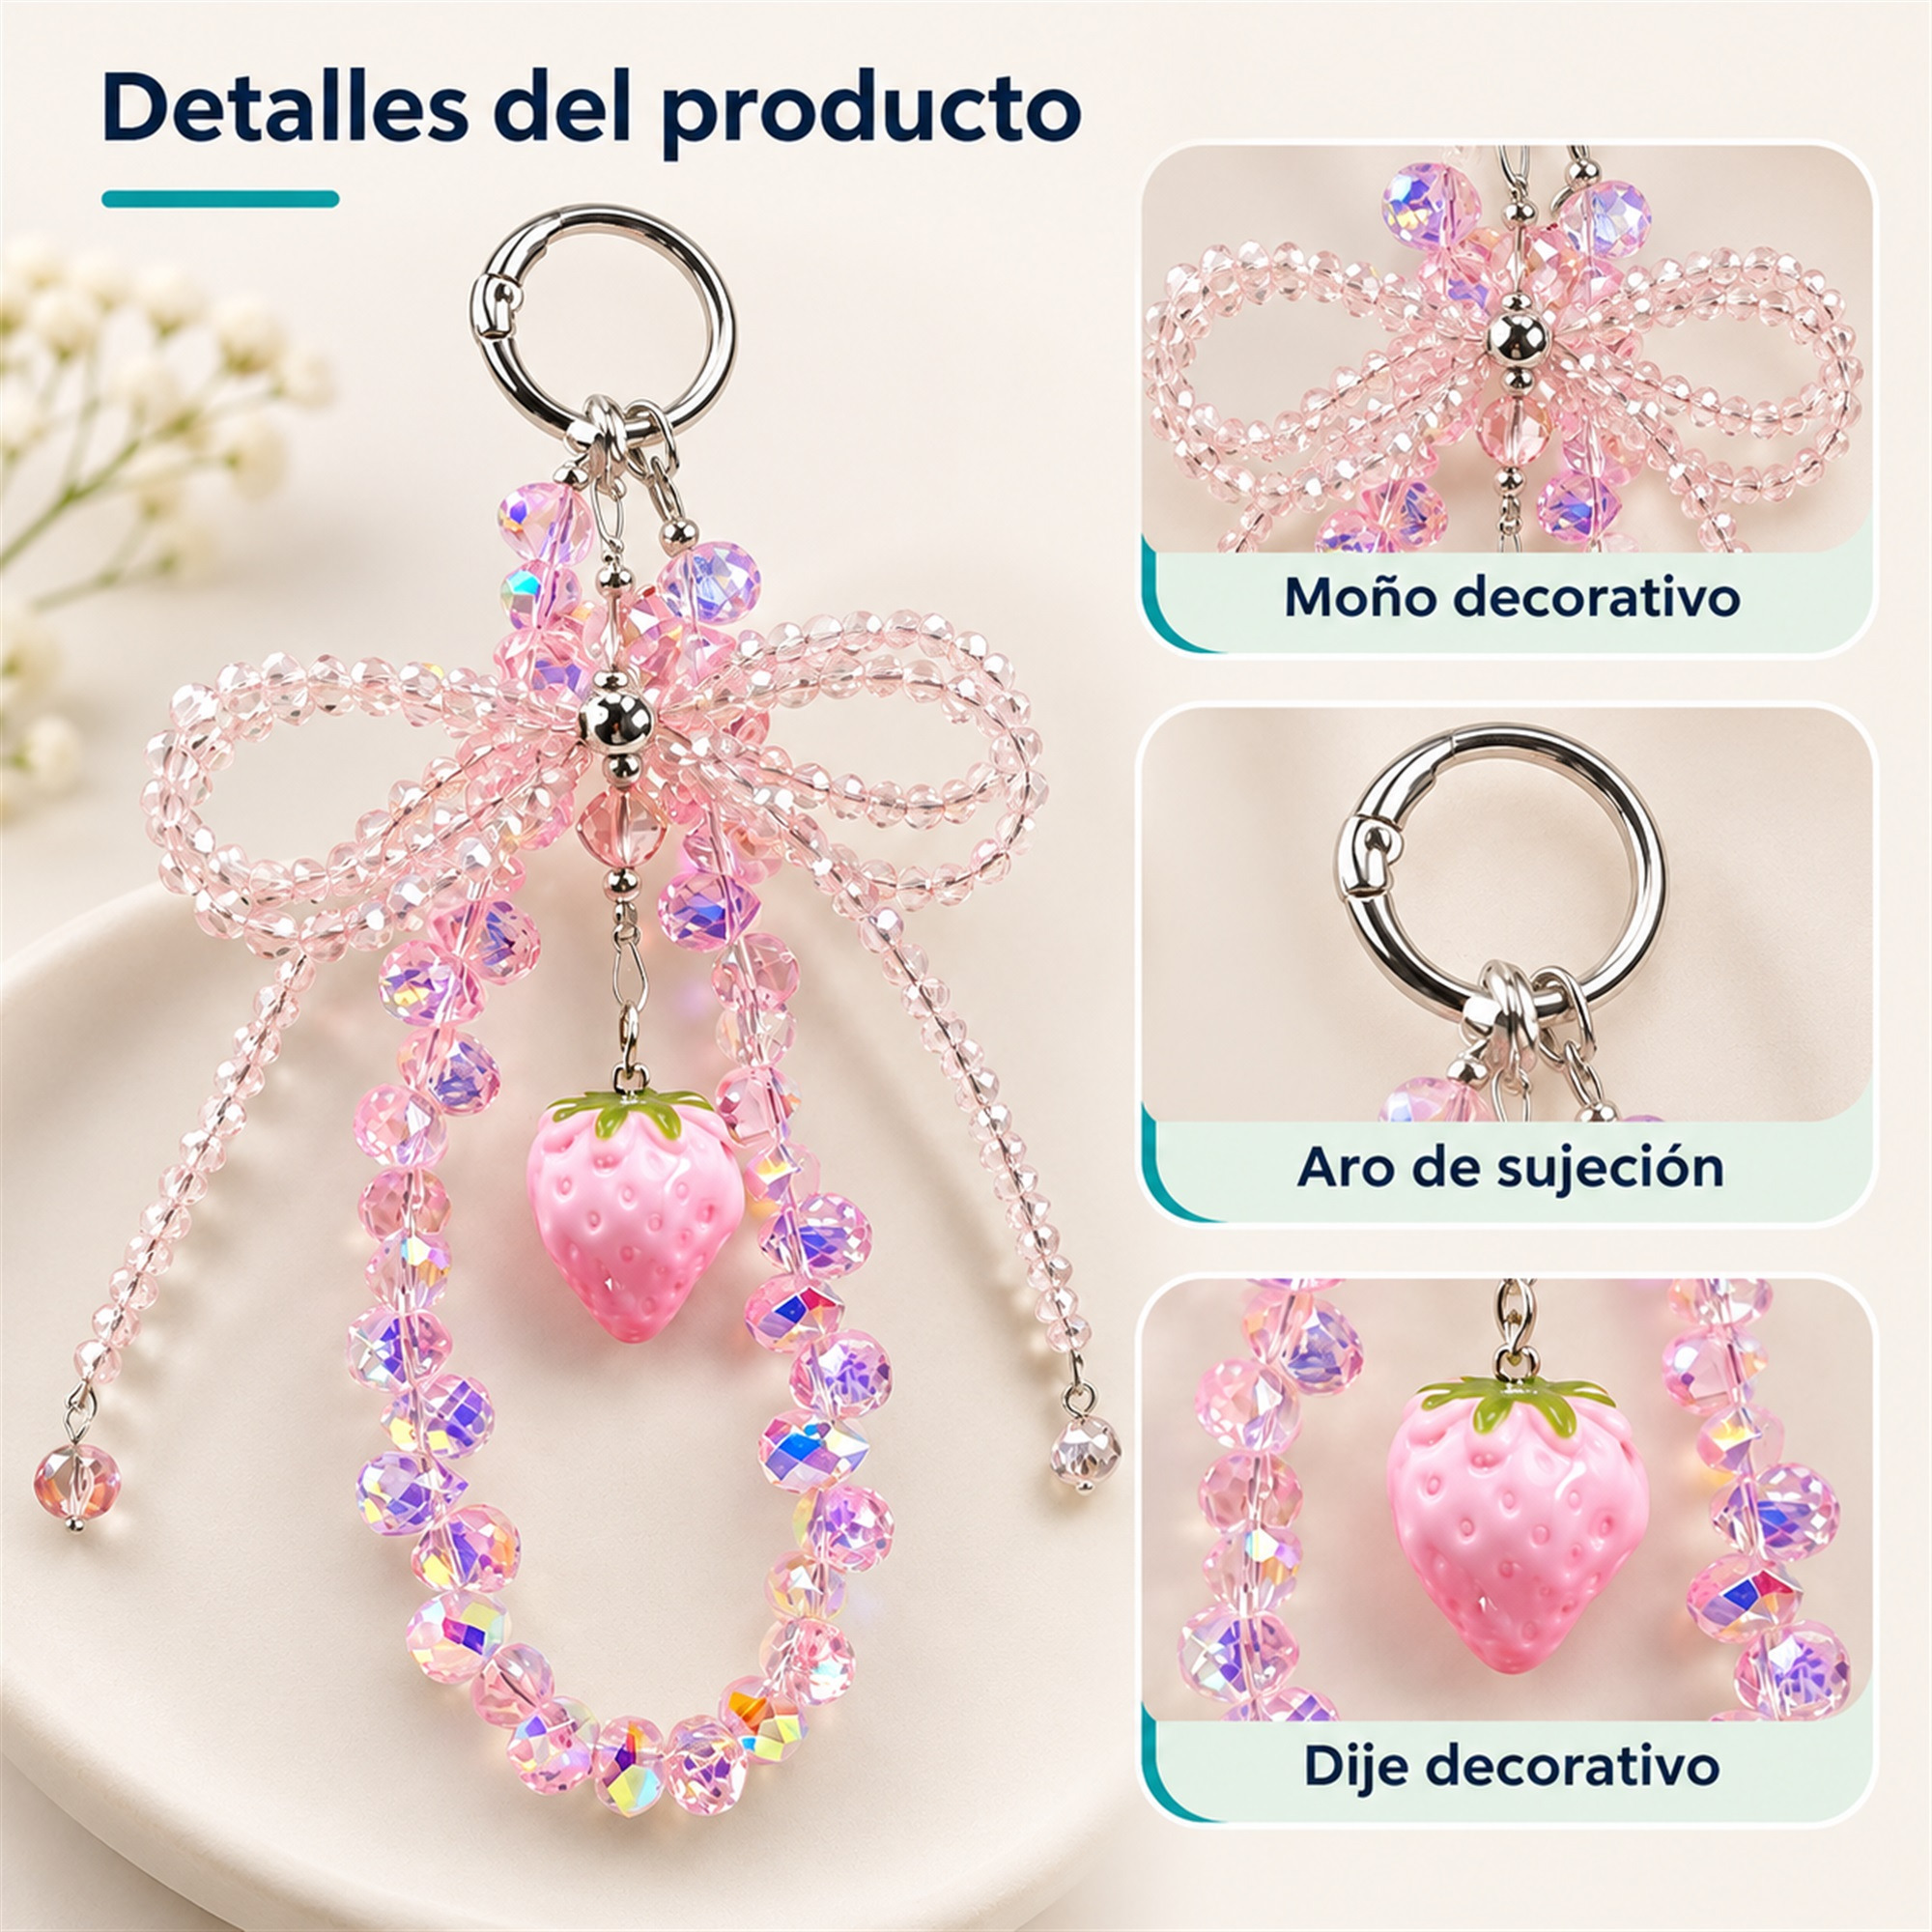 Detalles del producto
Moño decorativo
Aro de sujeción
Dije decorativo